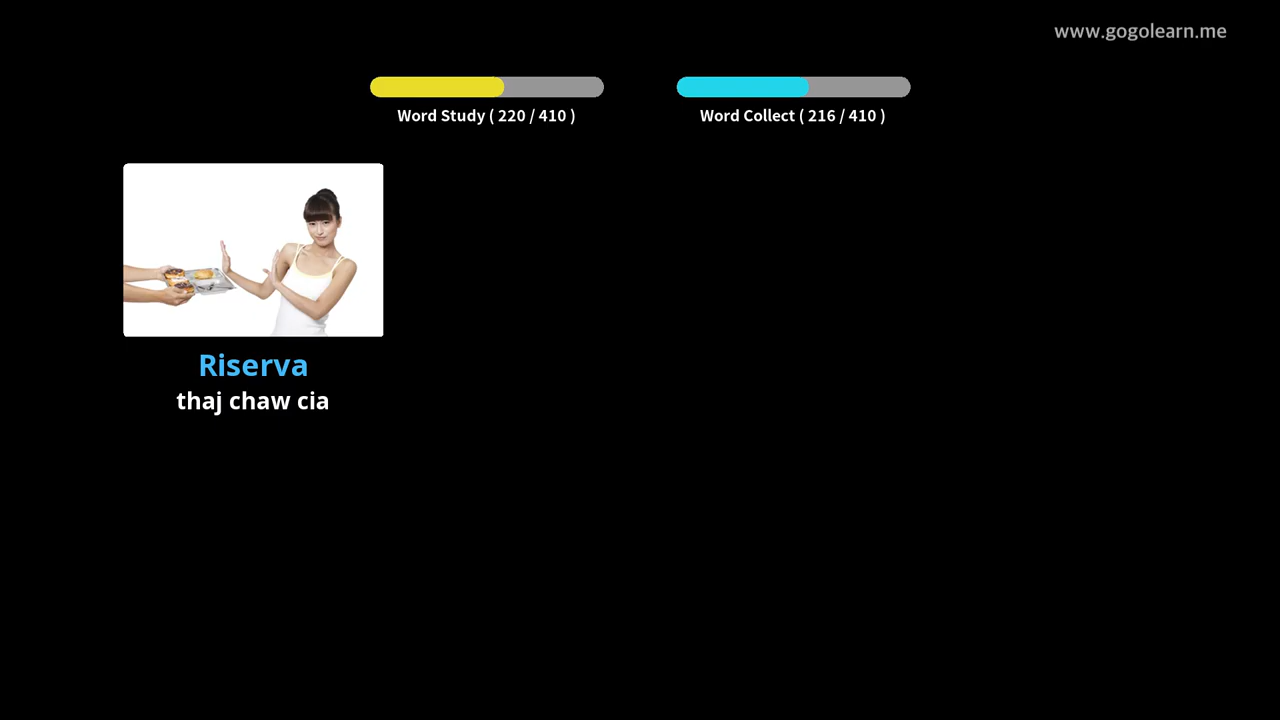 www.gogolearn.me
Word Study ( 220 / 410 )
Word Collect ( 216 / 410 )
Riserva
thaj chaw cia